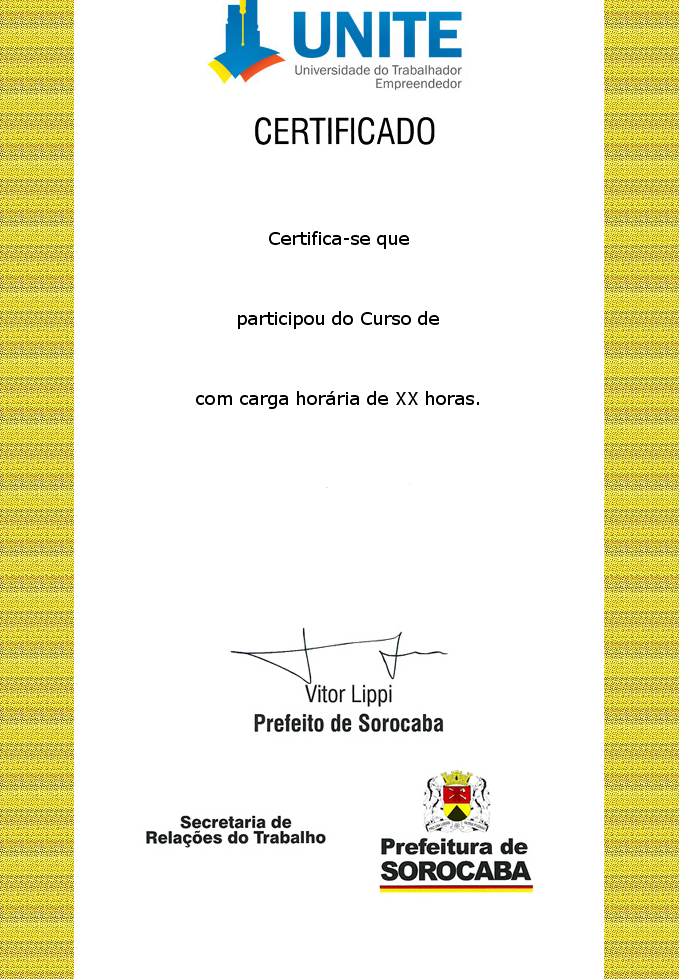 UNITE
Universidade do Trabalhador
Empreendedor
CERTIFICADO
Certifica-se que
participou do Curso de
com carga horária de XX horas.
Vitor Lippi
Prefeito de Sorocaba
Secretaria de
Relações do Trabalho
Prefeitura de
SOROCABA